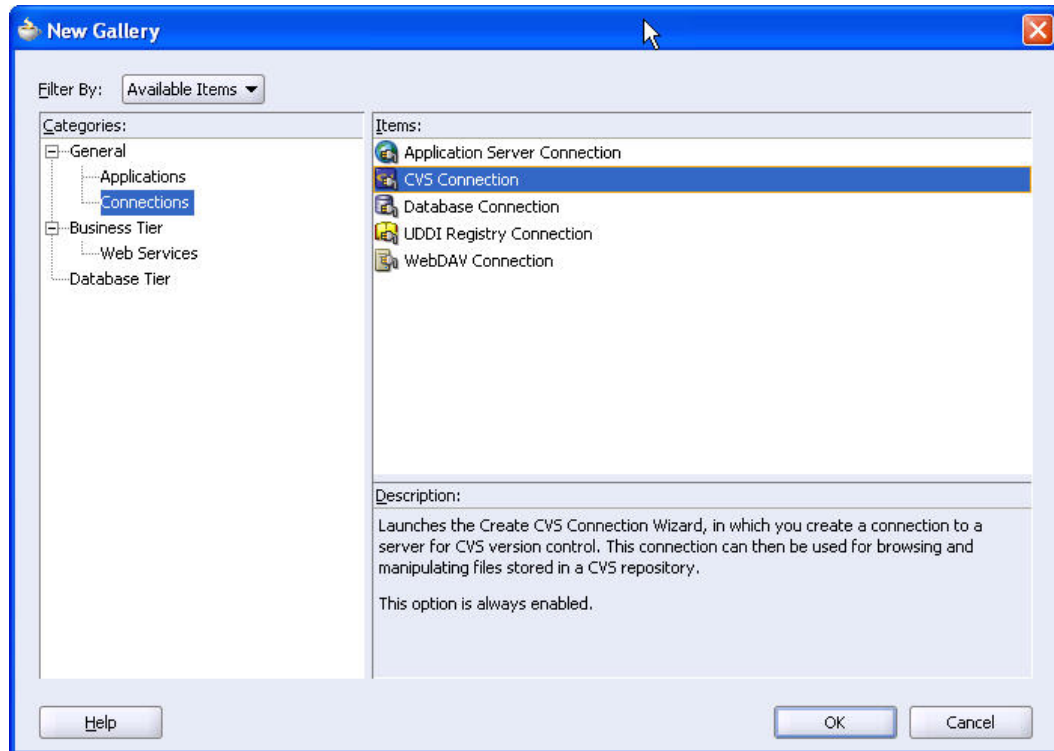 New Gallery
Filter By: Available Items
Categories:
General
Applications
Connections
Business Tier
Web Services
Database Tier
Items:
Application Server Connection
CVS Connection
Database Connection
UDDI Registry Connection
WebDAV Connection
Description:
Launches the Create CVS Connection Wizard, in which you create a connection to a
server for CVS version control. This connection can then be used for browsing and
manipulating files stored in a CVS repository.
This option is always enabled.
Help
OK
Cancel